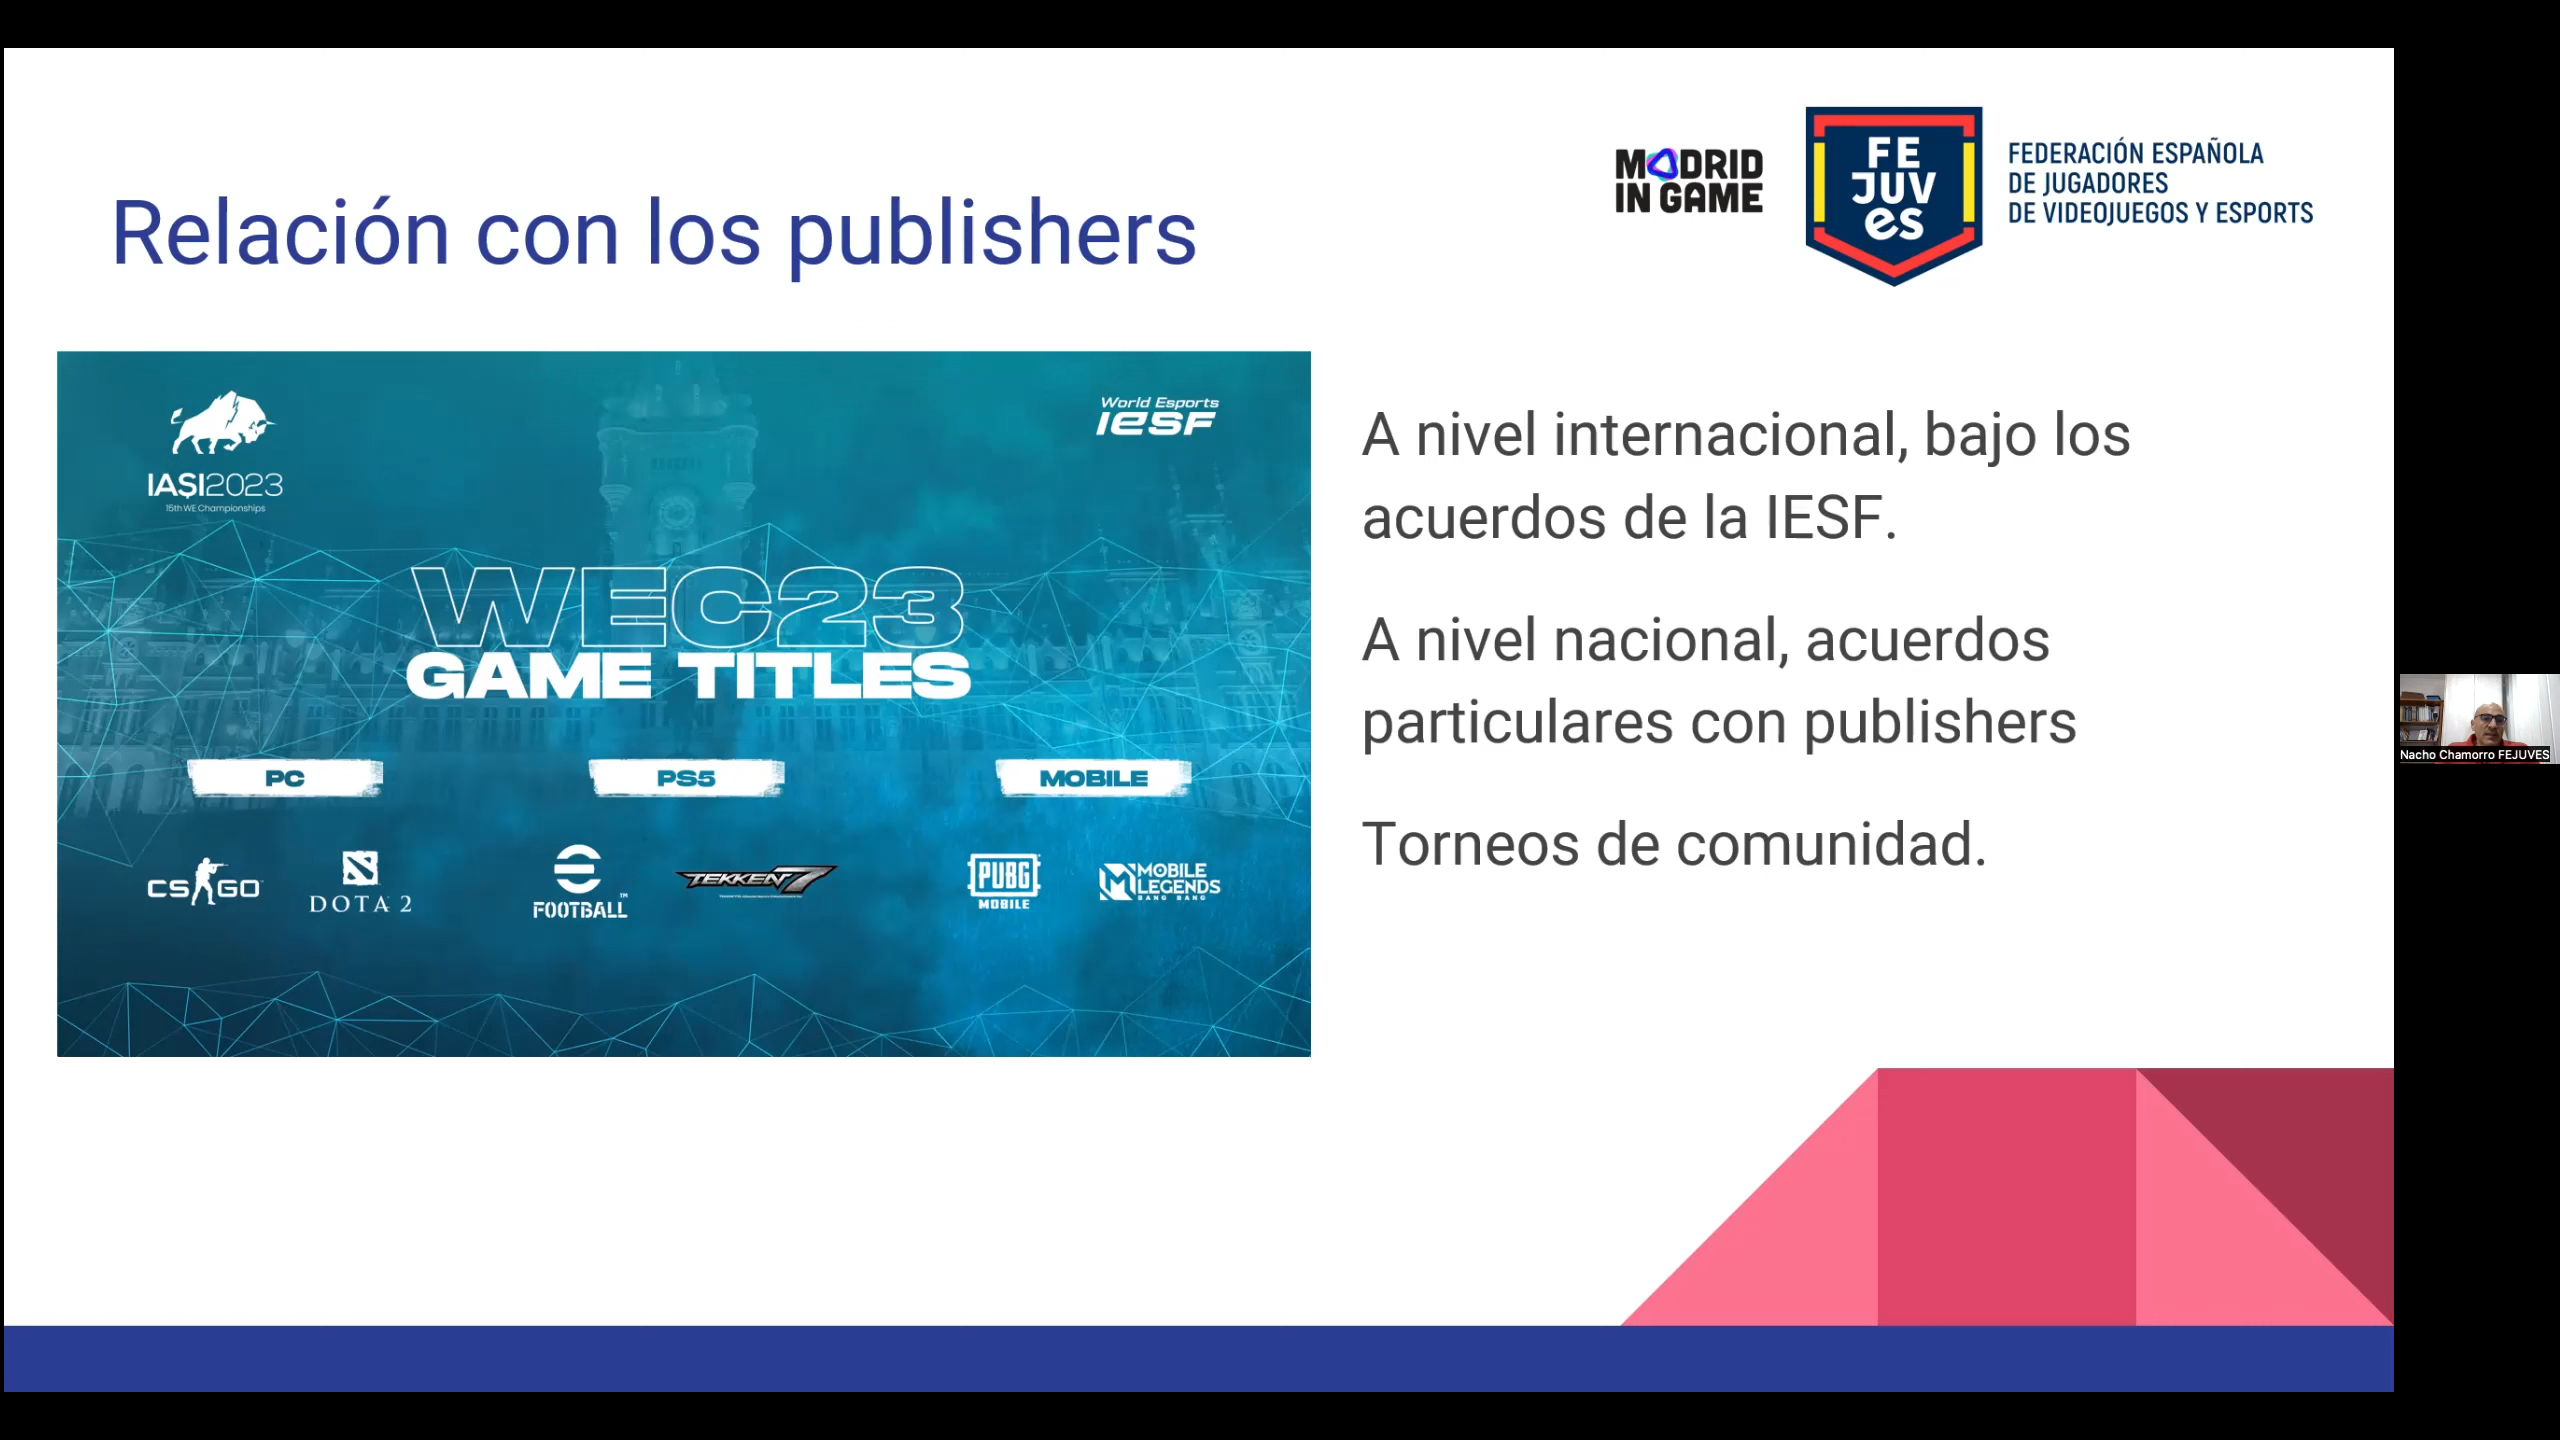 MADRID
IN GAME
FE
JUV
es
FEDERACIÓN ESPAÑOLA
DE JUGADORES
DE VIDEOJUEGOS Y ESPORTS
Relación con los publishers
IAȘI2023
15th WE Championships
World Esports
IESF
WEC23
GAME TITLES
PC
PS5
MOBILE
CS GO
DOTA 2
FOOTBALL™
TEKKEN 7
PUBG
MOBILE
MOBILE
LEGENDS
BANG BANG
A nivel internacional, bajo los
acuerdos de la IESF.
A nivel nacional, acuerdos
particulares con publishers
Torneos de comunidad.
Nacho Chamorro FEJUVES